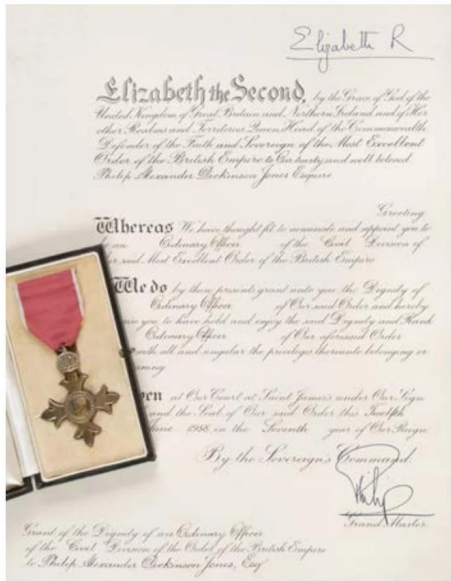 Elizabeth R
Elizabeth the Second, by the Grace of God of the
United Kingdom of Great Britain and Northern Ireland and of Her
other Realms and Territories Queen, Head of the Commonwealth,
Defender of the Faith and Sovereign of the Most Excellent
Order of the British Empire to Our trusty and well beloved
Philip Alexander Dickinson Jones Esquire
Greeting
Whereas We have thought fit to nominate and appoint you to
be an Ordinary Officer of the Civil Division of
and Most Excellent Order of the British Empire
We do by these presents grant unto you the Dignity of
Ordinary Officer of Our said Order and hereby
you to have hold and enjoy the said Dignity and Rank
Ordinary Officer of Our aforesaid Order
with all and singular the privileges thereunto belonging or
at Our Court at Saint James's under Our Sign
and the Seal of Our said Order this Twelfth
June 1958 in the Seventh year of Our Reign
By the Sovereign's Command.
Philip
Grand Master
Grant of the Dignity of an Ordinary Officer
of the Civil Division of the Order of the British Empire
to Philip Alexander Dickinson Jones, Esq